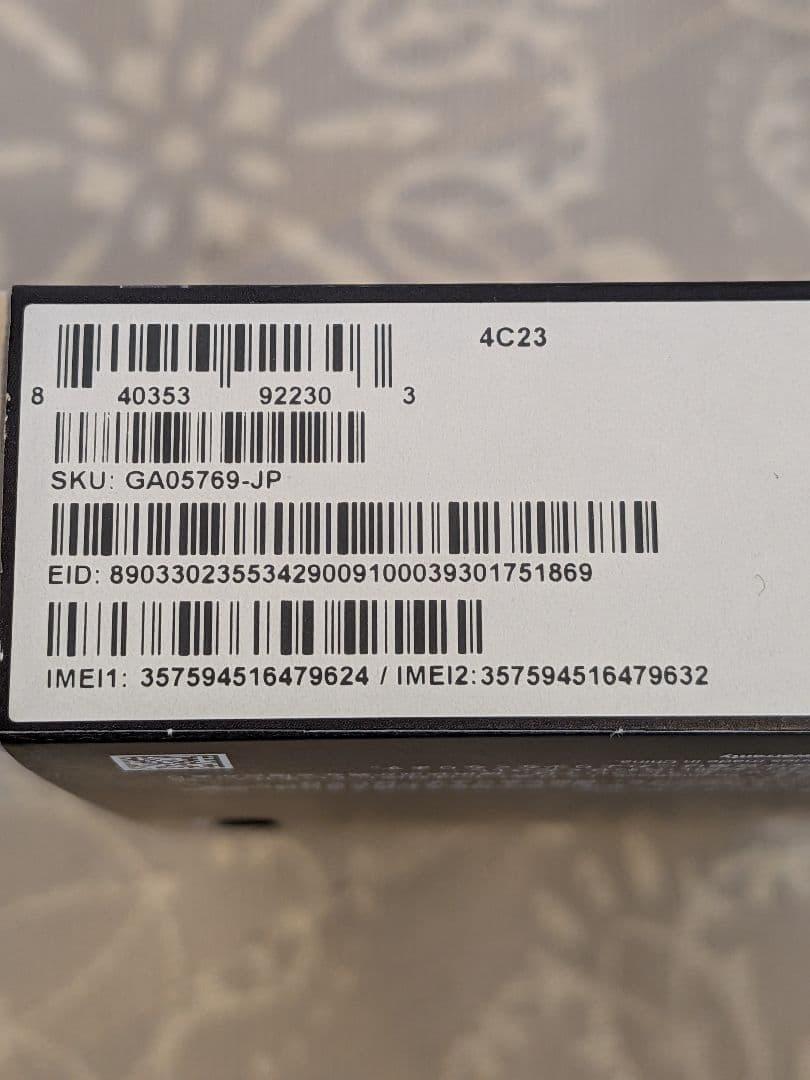 4C23
8 40353 92230 3
SKU: GA05769-JP
EID: 89033023553429009100039301751869
IMEI1: 357594516479624 / IMEI2:357594516479632